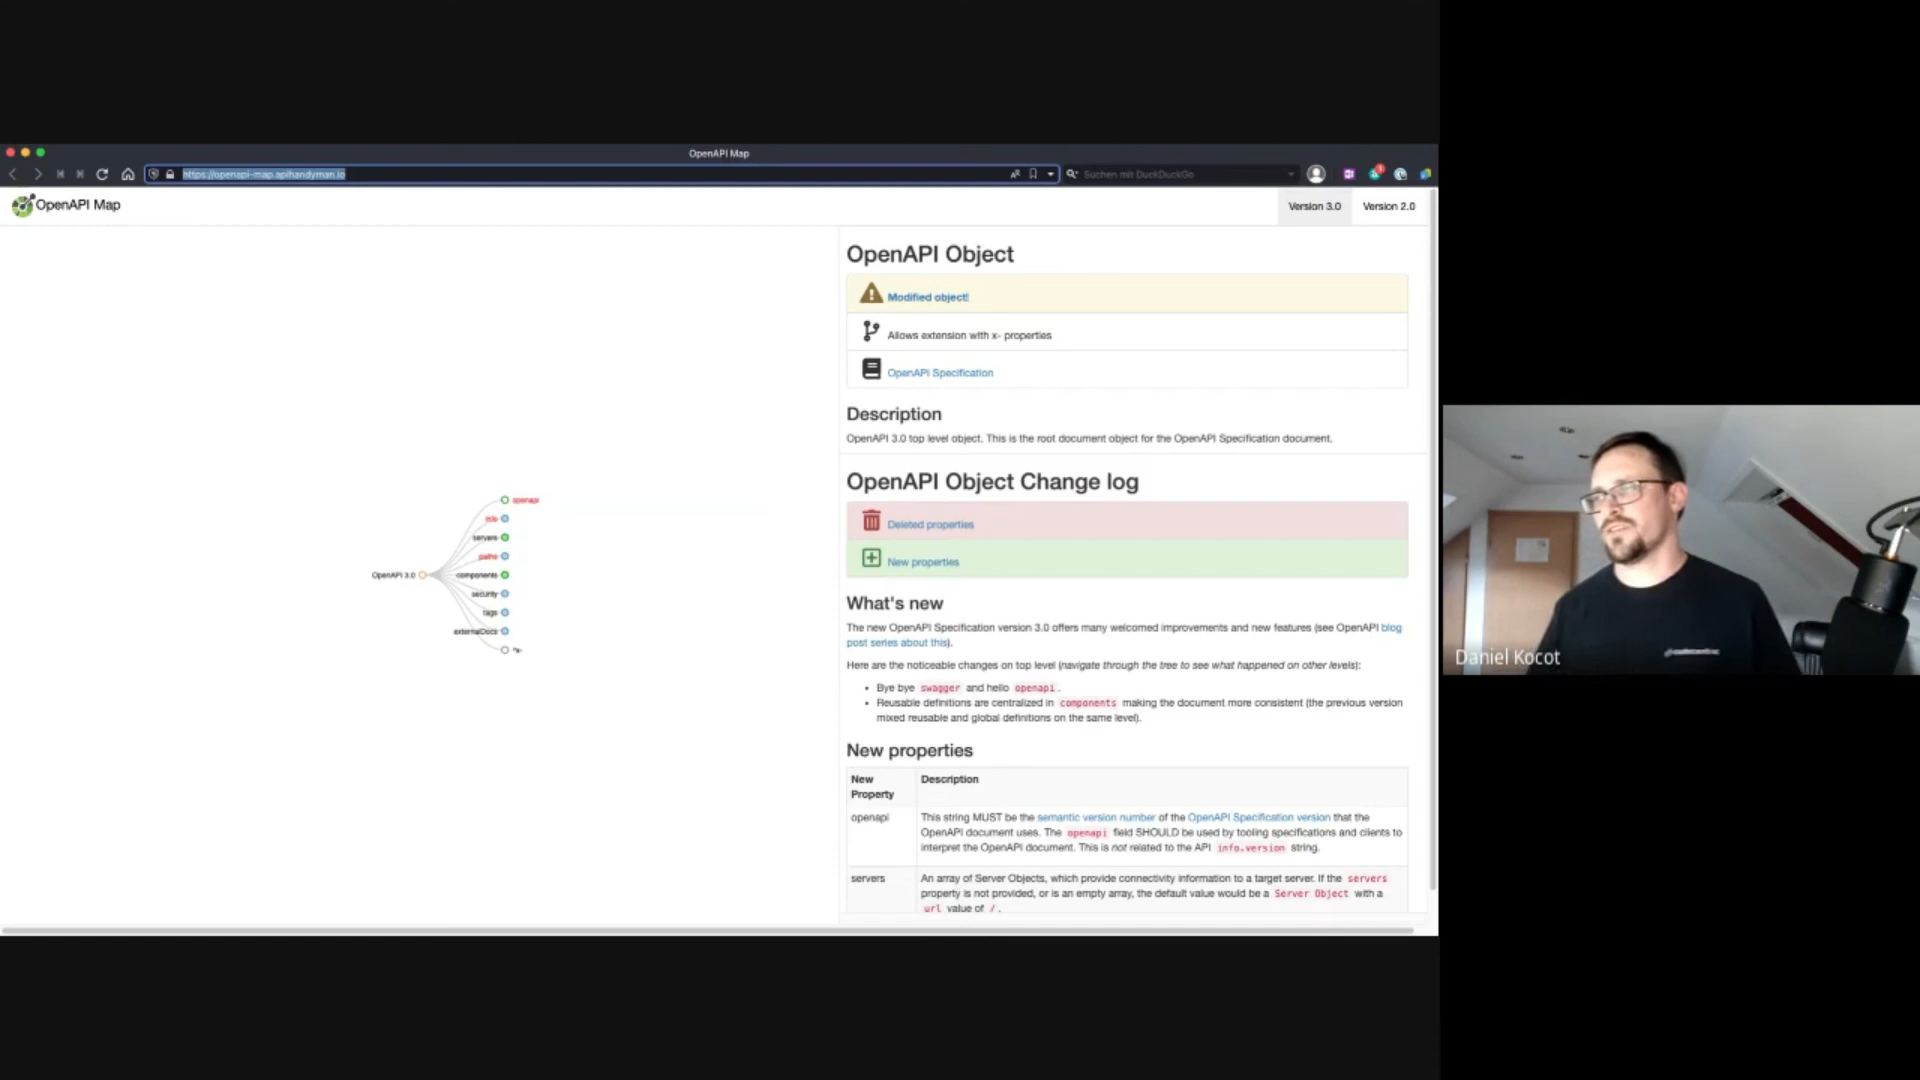 OpenAPI Map
https://openapi-map.apihandyman.io
Suchen mit DuckDuckGo
OpenAPI Map
Version 3.0
Version 2.0
OpenAPI 3.0
openapi
info
servers
paths
components
security
tags
externalDocs
^x-
OpenAPI Object
Modified object!
Allows extension with x- properties
OpenAPI Specification
Description
OpenAPI 3.0 top level object. This is the root document object for the OpenAPI Specification document.
OpenAPI Object Change log
Deleted properties
New properties
What's new
The new OpenAPI Specification version 3.0 offers many welcomed improvements and new features (see OpenAPI blog
post series about this).
Here are the noticeable changes on top level (navigate through the tree to see what happened on other levels):
• Bye bye swagger and hello openapi.
• Reusable definitions are centralized in components making the document more consistent (the previous version
mixed reusable and global definitions on the same level).
New properties
New
Property
Description
openapi
This string MUST be the semantic version number of the OpenAPI Specification version that the
OpenAPI document uses. The openapi field SHOULD be used by tooling specifications and clients to
interpret the OpenAPI document. This is not related to the API info.version string.
servers
An array of Server Objects, which provide connectivity information to a target server. If the servers
property is not provided, or is an empty array, the default value would be a Server Object with a
url value of /.
Daniel Kocot